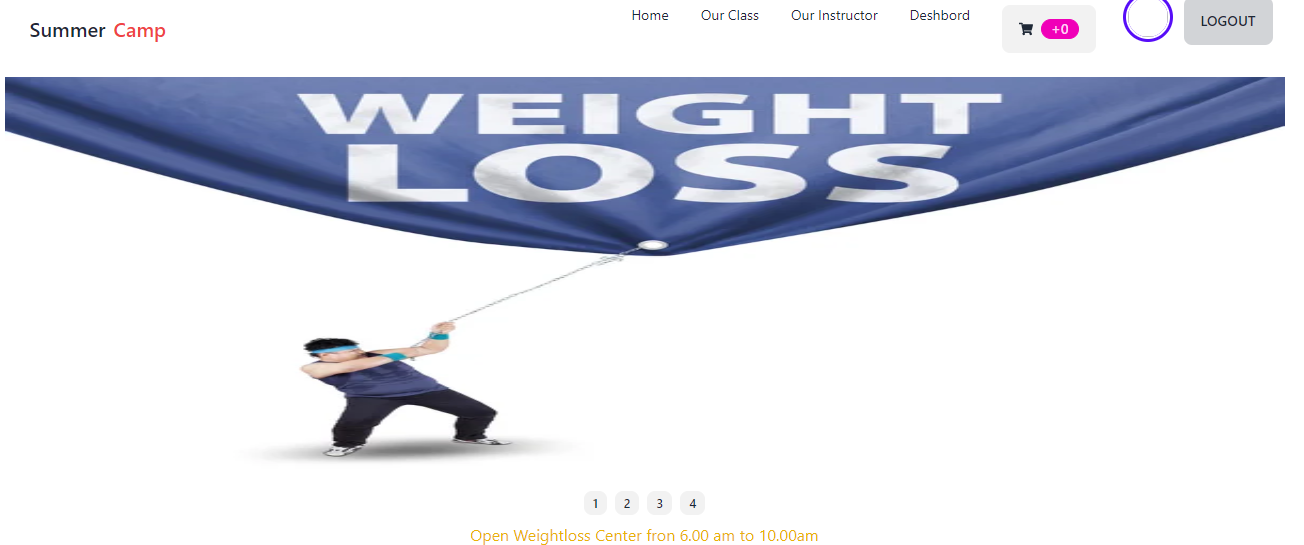 Summer Camp
Home Our Class Our Instructor Deshbord +0 LOGOUT
WEIGHT
LOSS
1 2 3 4
Open Weightloss Center fron 6.00 am to 10.00am